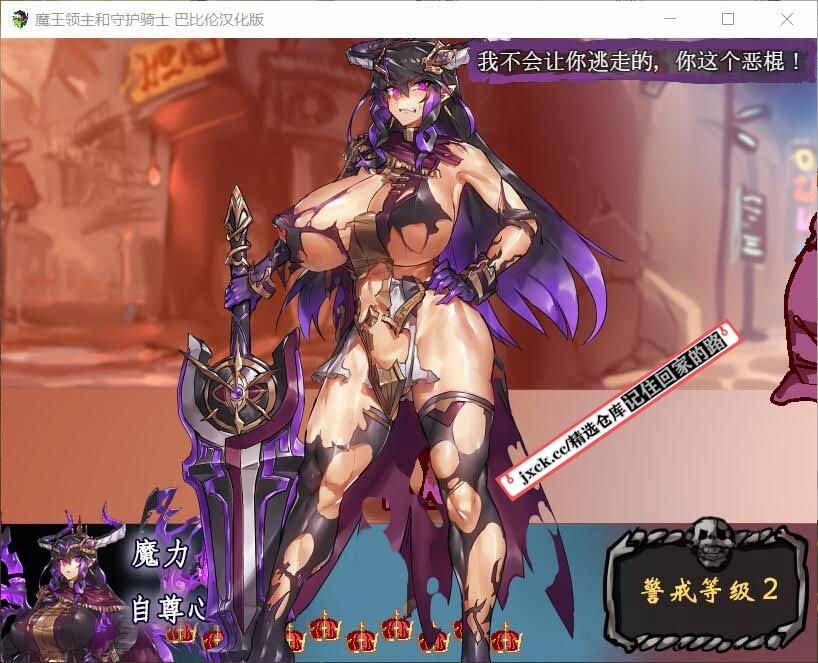 魔王领主和守护骑士 巴比伦汉化版
我不会让你逃走的，你这个恶棍！
jxck.cc/精选仓库记住回家的路
魔力
自尊心
警戒等级2